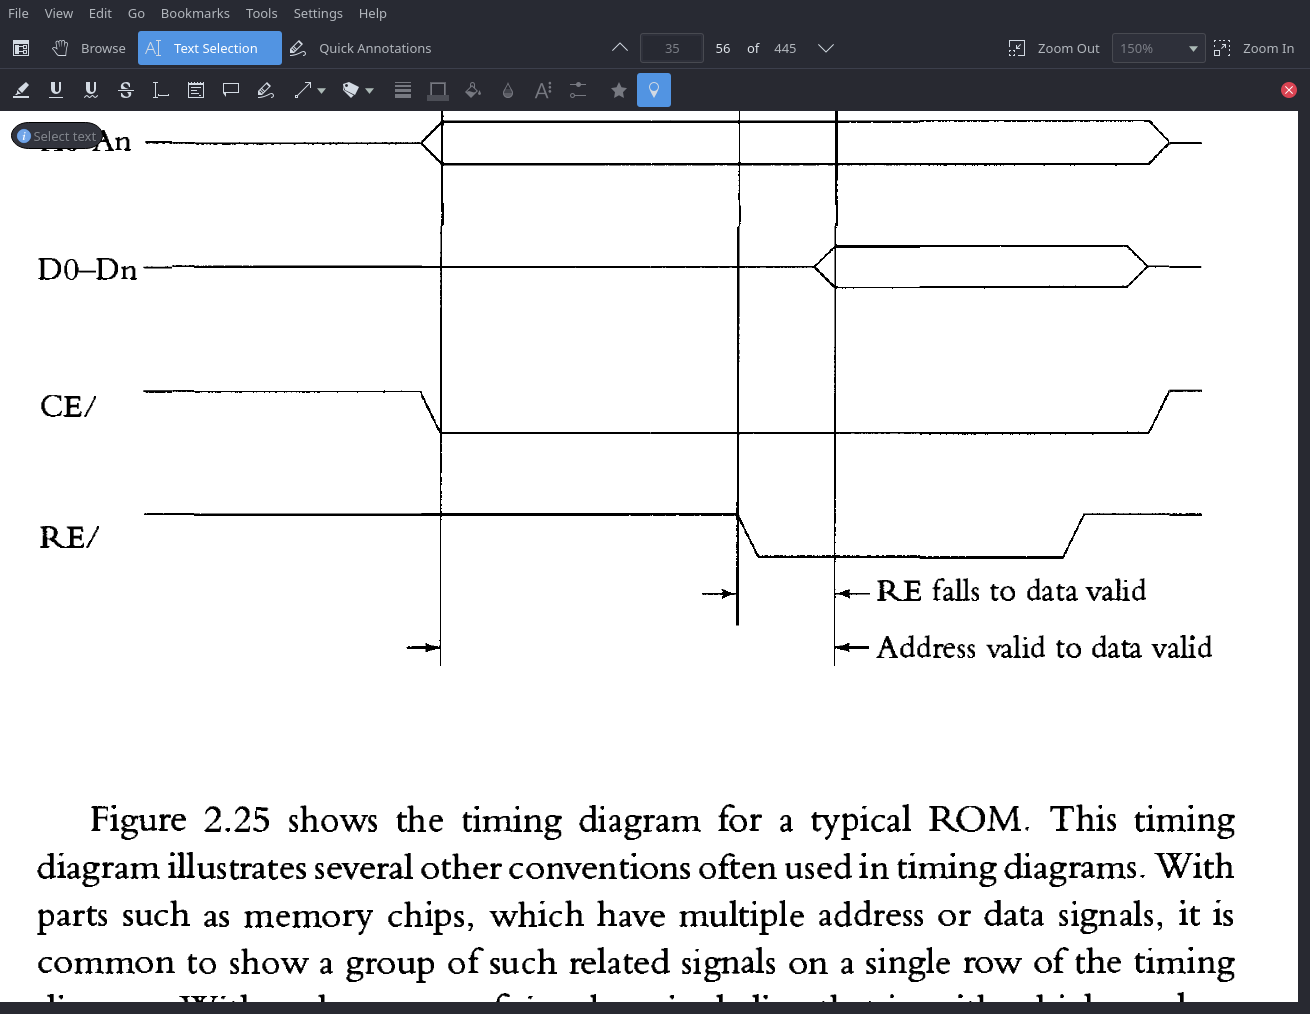 File View Edit Go Bookmarks Tools Settings Help
Browse Text Selection Quick Annotations 35 56 of 445 Zoom Out 150% Zoom In
Select text
An
D0–Dn
CE/
RE/
RE falls to data valid
Address valid to data valid
Figure 2.25 shows the timing diagram for a typical ROM. This timing
diagram illustrates several other conventions often used in timing diagrams. With
parts such as memory chips, which have multiple address or data signals, it is
common to show a group of such related signals on a single row of the timing